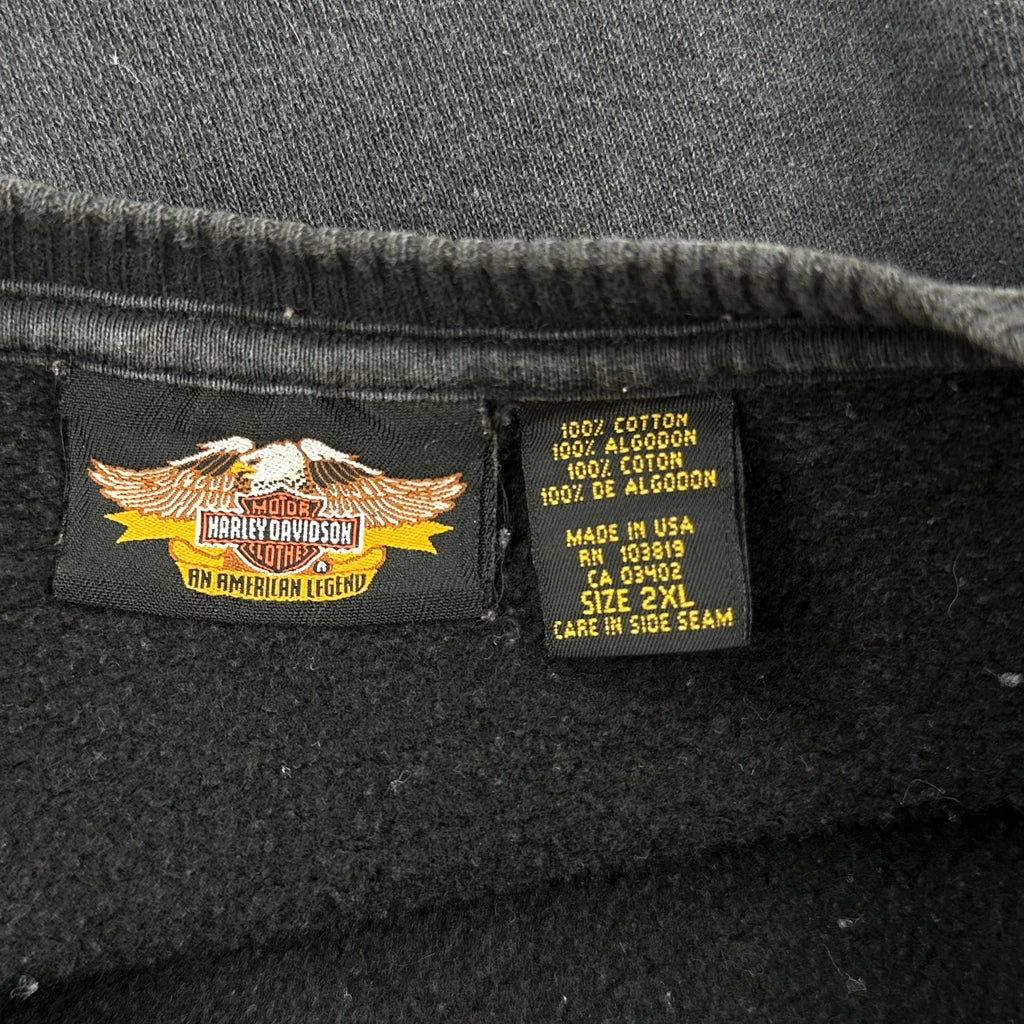 MOTOR
HARLEY-DAVIDSON
CLOTHES
®
AN AMERICAN LEGEND
100% COTTON
100% ALGODON
100% COTON
100% DE ALGODON
MADE IN USA
RN 103819
CA 03402
SIZE 2XL
CARE IN SIDE SEAM